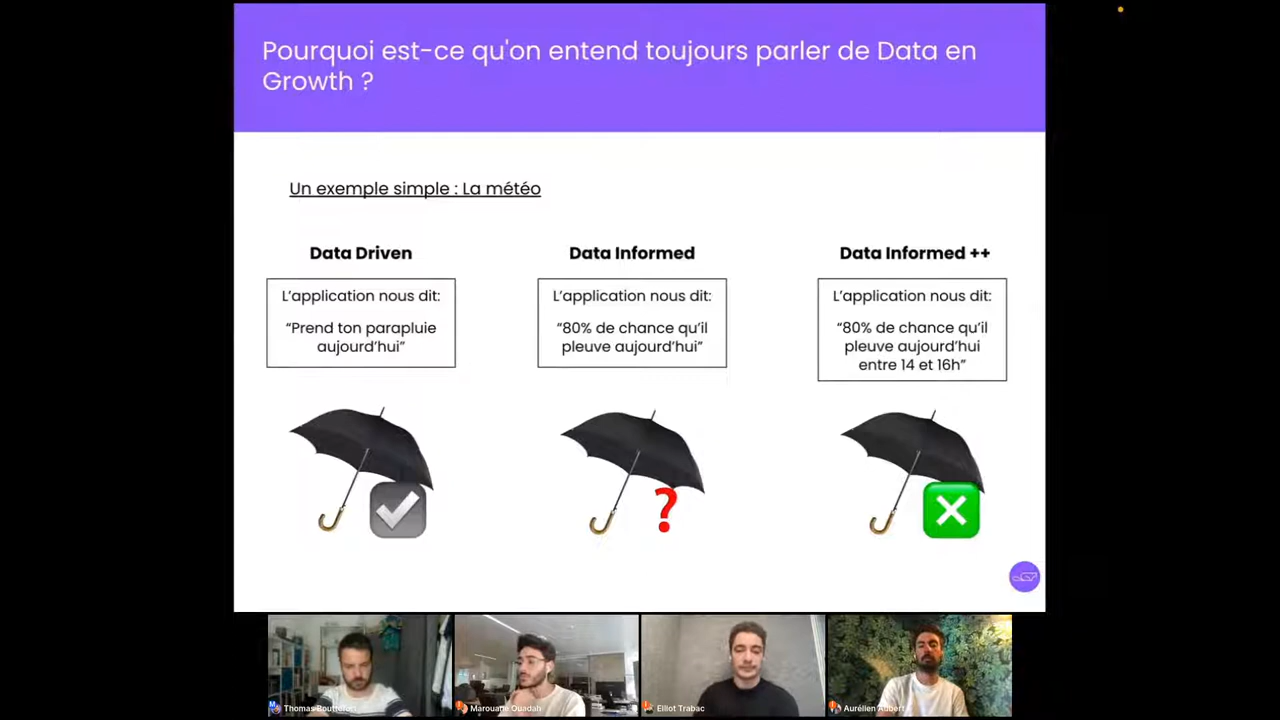 Pourquoi est-ce qu'on entend toujours parler de Data en
Growth ?
Un exemple simple : La météo
Data Driven
L’application nous dit:
“Prend ton parapluie
aujourd’hui”
Data Informed
L’application nous dit:
“80% de chance qu’il
pleuve aujourd’hui”
Data Informed ++
L’application nous dit:
“80% de chance qu’il
pleuve aujourd’hui
entre 14 et 16h”
?
Thomas
Marouane Ouadah
Elliot Trabac
Aurélien Aubert